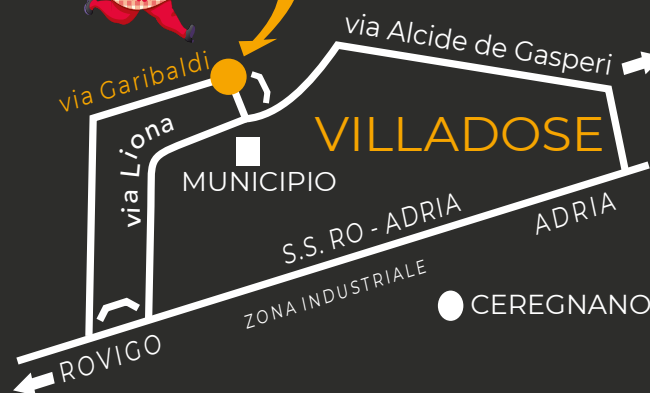 via Alcide de Gasperi
via Garibaldi
VILLADOSE
via Liona
MUNICIPIO
S.S. RO - ADRIA
ADRIA
ZONA INDUSTRIALE
CEREGNANO
ROVIGO